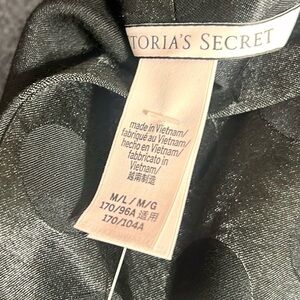 TORIA'S SECRET
made in Vietnam/
fabriqué au Vietnam/
hecho en Vietnam/
fabbricato in
Vietnam/
越南制造
M/L / M/G
170/96A 适用
170/104A